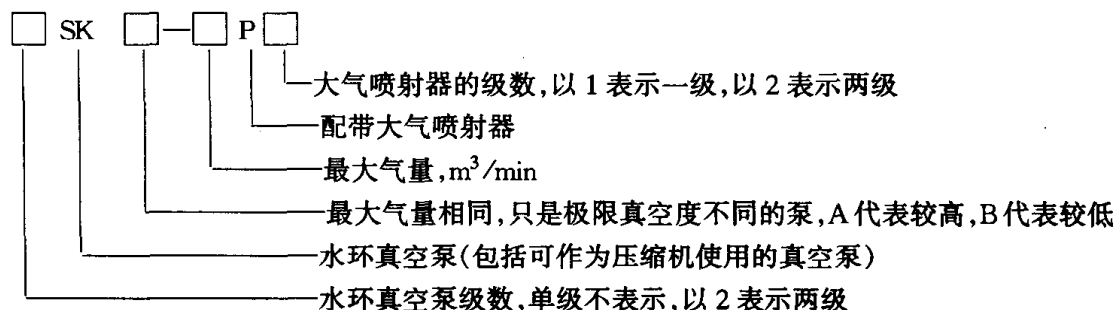 □ SK □—□ P □
大气喷射器的级数,以 1 表示一级,以 2 表示两级
配带大气喷射器
最大气量,m³/min
最大气量相同,只是极限真空度不同的泵,A 代表较高,B 代表较低
水环真空泵(包括可作为压缩机使用的真空泵)
水环真空泵级数,单级不表示,以 2 表示两级